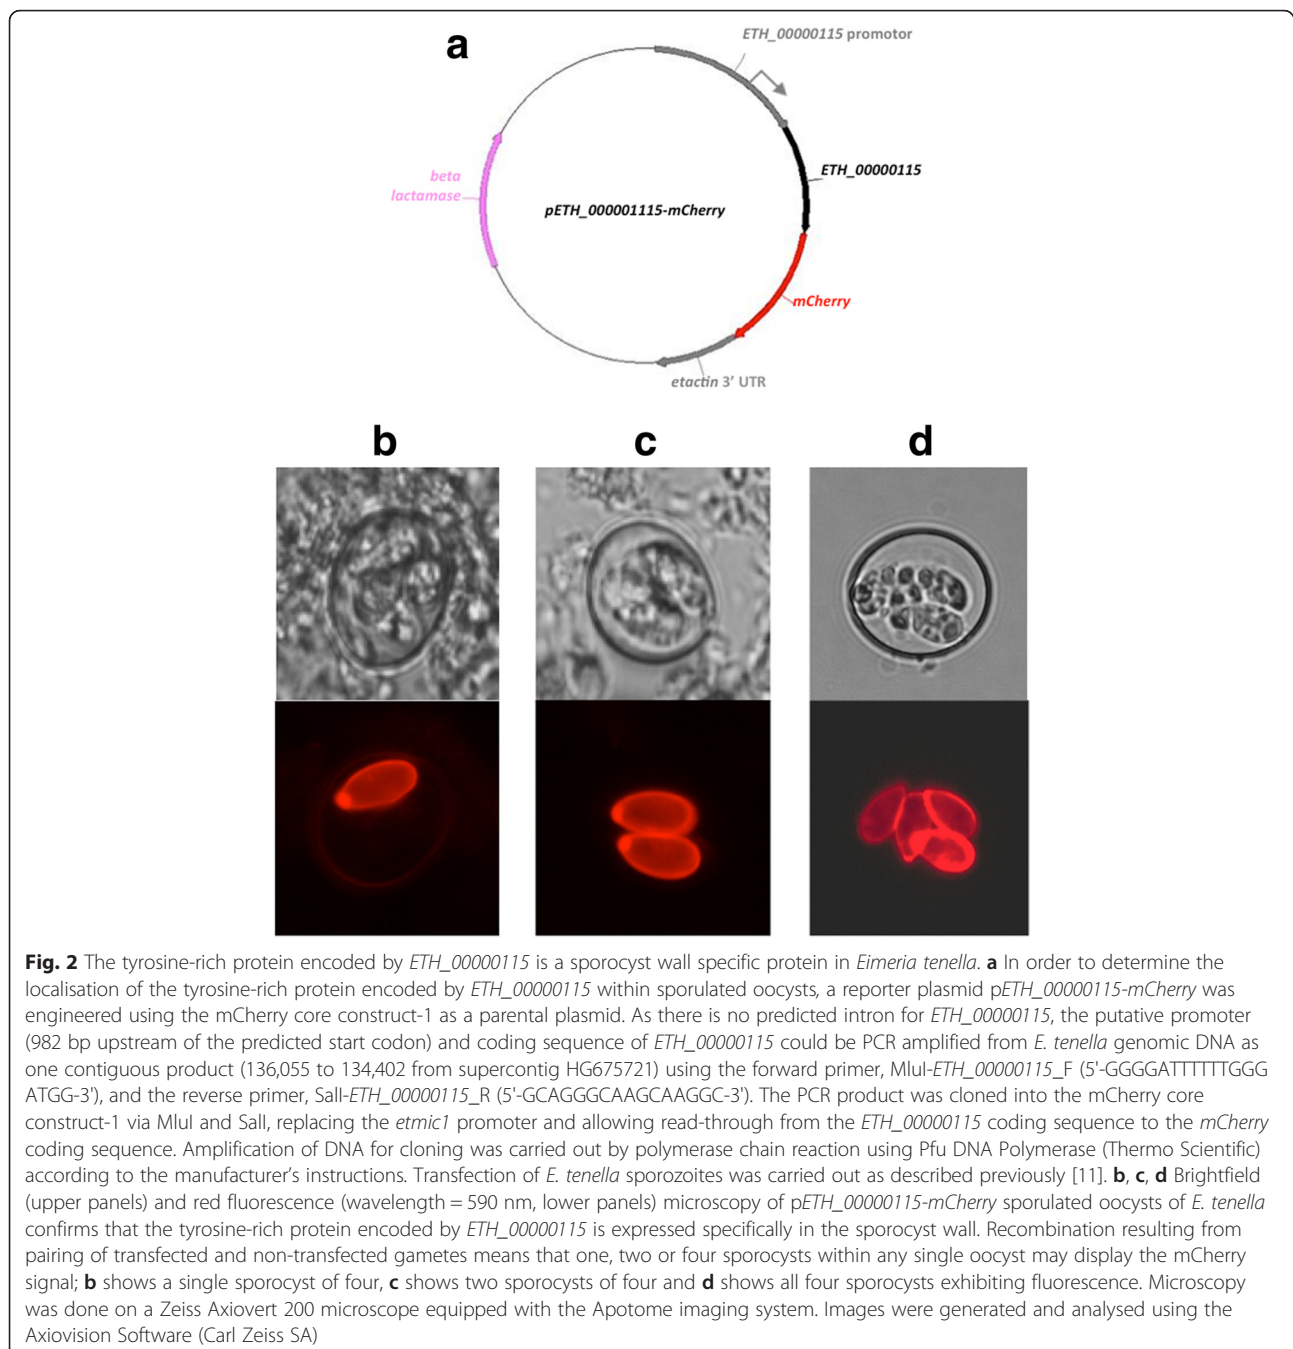 a
ETH_00000115 promotor
beta
lactamase
ETH_00000115
pETH_000001115-mCherry
mCherry
etactin 3' UTR
b c d
Fig. 2 The tyrosine-rich protein encoded by ETH_00000115 is a sporocyst wall specific protein in Eimeria tenella. a In order to determine the
localisation of the tyrosine-rich protein encoded by ETH_00000115 within sporulated oocysts, a reporter plasmid pETH_00000115-mCherry was
engineered using the mCherry core construct-1 as a parental plasmid. As there is no predicted intron for ETH_00000115, the putative promoter
(982 bp upstream of the predicted start codon) and coding sequence of ETH_00000115 could be PCR amplified from E. tenella genomic DNA as
one contiguous product (136,055 to 134,402 from supercontig HG675721) using the forward primer, MluI-ETH_00000115_F (5'-GGGGATTTTTTGGG
ATGG-3'), and the reverse primer, SalI-ETH_00000115_R (5'-GCAGGGCAAGCAAGGC-3'). The PCR product was cloned into the mCherry core
construct-1 via MluI and SalI, replacing the etmic1 promoter and allowing read-through from the ETH_00000115 coding sequence to the mCherry
coding sequence. Amplification of DNA for cloning was carried out by polymerase chain reaction using Pfu DNA Polymerase (Thermo Scientific)
according to the manufacturer's instructions. Transfection of E. tenella sporozoites was carried out as described previously [11]. b, c, d Brightfield
(upper panels) and red fluorescence (wavelength = 590 nm, lower panels) microscopy of pETH_00000115-mCherry sporulated oocysts of E. tenella
confirms that the tyrosine-rich protein encoded by ETH_00000115 is expressed specifically in the sporocyst wall. Recombination resulting from
pairing of transfected and non-transfected gametes means that one, two or four sporocysts within any single oocyst may display the mCherry
signal; b shows a single sporocyst of four, c shows two sporocysts of four and d shows all four sporocysts exhibiting fluorescence. Microscopy
was done on a Zeiss Axiovert 200 microscope equipped with the Apotome imaging system. Images were generated and analysed using the
Axiovision Software (Carl Zeiss SA)